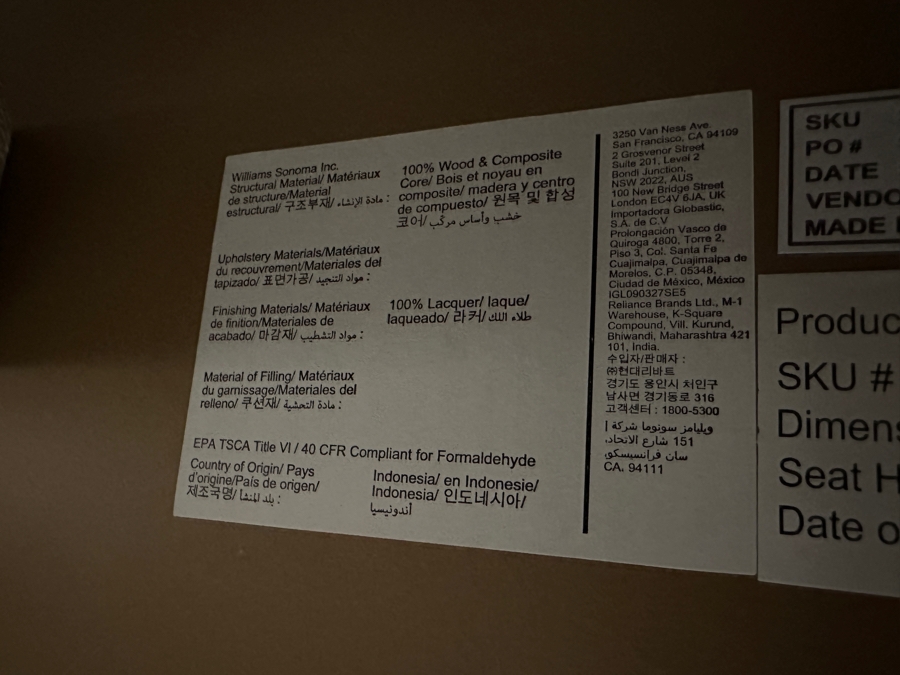 Williams Sonoma Inc.
Structural Material/ Matériaux
de structure/Material
estructural/ 구조부재/ مادة الإنشاء :
100% Wood & Composite
Core/ Bois et noyau en
composite/ madera y centro
de compuesto/ 원목 및 합성
코어/ خشب وأساس مركّب
Upholstery Materials/Matériaux
du recouvrement/Materiales del
tapizado/ 표면가공/ مواد التنجيد :
Finishing Materials/ Matériaux
de finition/Materiales de
acabado/ 마감재/ مواد التشطيب :
100% Lacquer/ laque/
laqueado/ 라커/ طلاء اللك
Material of Filling/ Matériaux
du garnissage/Materiales del
relleno/ 쿠션재/ مادة التحشية :
EPA TSCA Title VI / 40 CFR Compliant for Formaldehyde
Country of Origin/ Pays
d'origine/País de origen/
제조국명/ بلد المنشأ :
Indonesia/ en Indonesie/
Indonesia/ 인도네시아/
أندونيسيا
3250 Van Ness Ave.
San Francisco, CA 94109
2 Grosvenor Street
Suite 201, Level 2
Bondi Junction,
NSW 2022, AUS
100 New Bridge Street
London EC4V 6JA, UK
Importadora Globastic,
S.A. de C.V
Prolongación Vasco de
Quiroga 4800, Torre 2,
Piso 3, Col. Santa Fe
Cuajimalpa, Cuajimalpa de
Morelos, C.P. 05348,
Ciudad de México, México
IGL090327SE5
Reliance Brands Ltd., M-1
Warehouse, K-Square
Compound, Vill. Kurund,
Bhiwandi, Maharashtra 421
101, India.
수입자/판매자 :
㈜현대리바트
경기도 용인시 처인구
남사면 경기동로 316
고객센터 : 1800-5300
ويليامز سونوما شركة ا
151 شارع الاتحاد،
سان فرانسيسكو،
CA, 94111
SKU
PO #
DATE
VENDO
MADE
Produc
SKU #
Dimens
Seat H
Date o